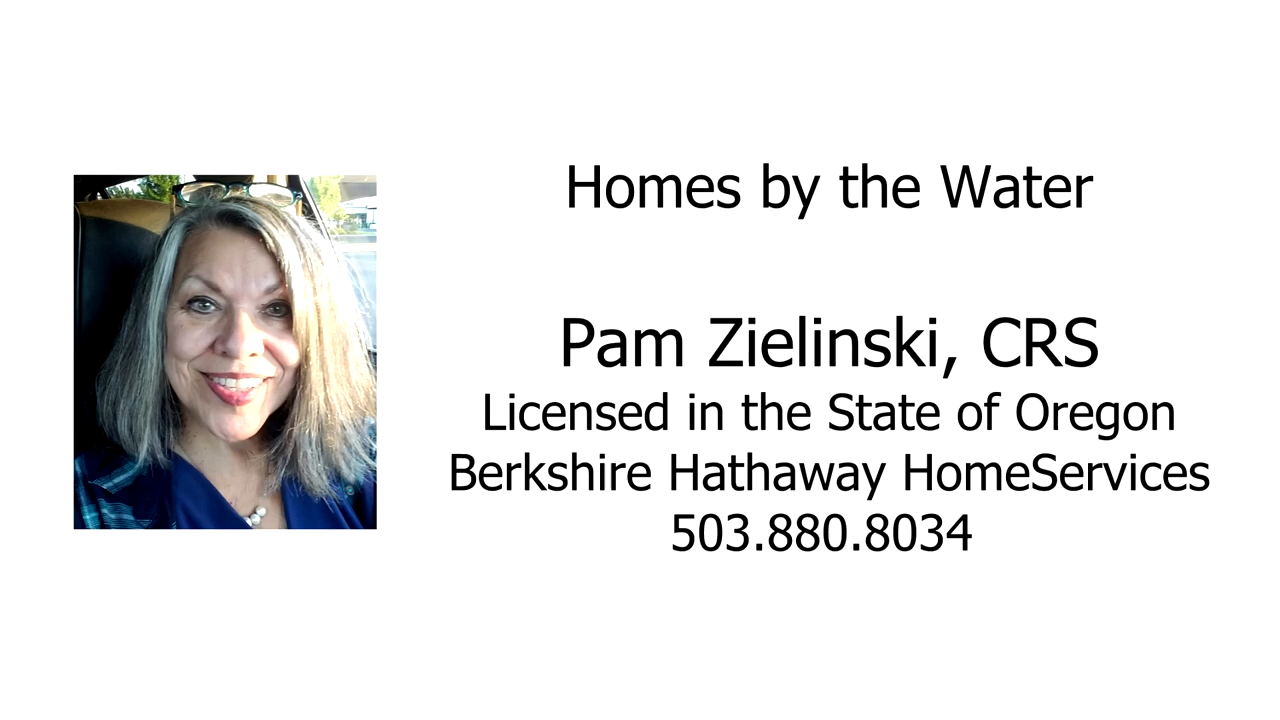 Homes by the Water
Pam Zielinski, CRS
Licensed in the State of Oregon
Berkshire Hathaway HomeServices
503.880.8034